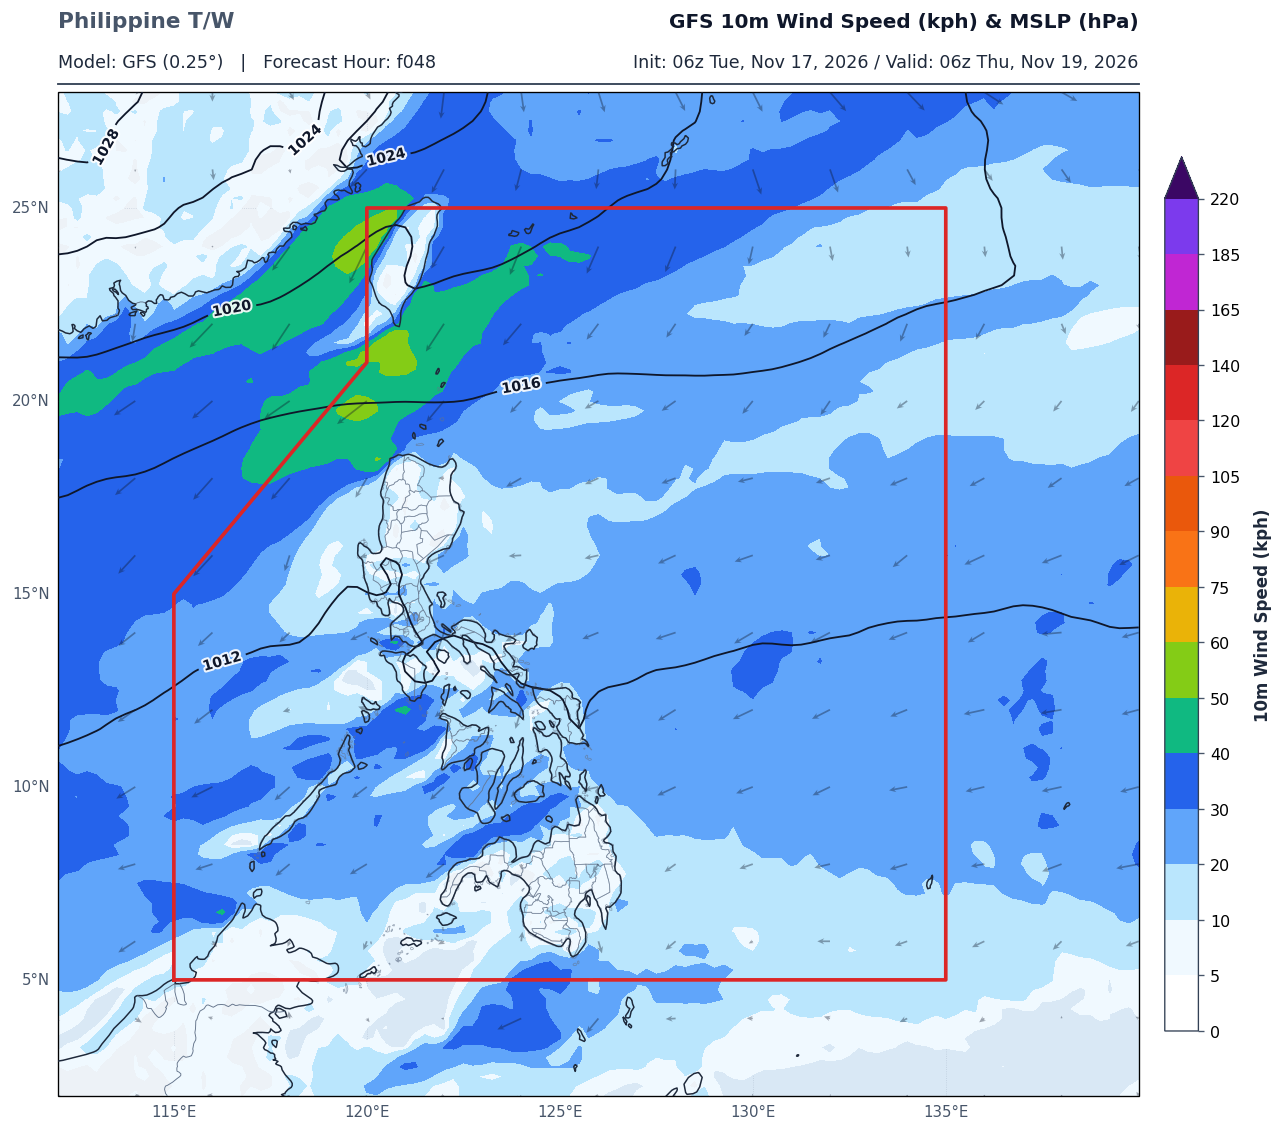 Philippine T/W
GFS 10m Wind Speed (kph) & MSLP (hPa)
Model: GFS (0.25°) | Forecast Hour: f048
Init: 06z Tue, Nov 17, 2026 / Valid: 06z Thu, Nov 19, 2026
1028
1024
1024
1020
1016
1012
25°N
20°N
15°N
10°N
5°N
115°E
120°E
125°E
130°E
135°E
220
185
165
140
120
105
90
75
60
50
40
30
20
10
5
0
10m Wind Speed (kph)